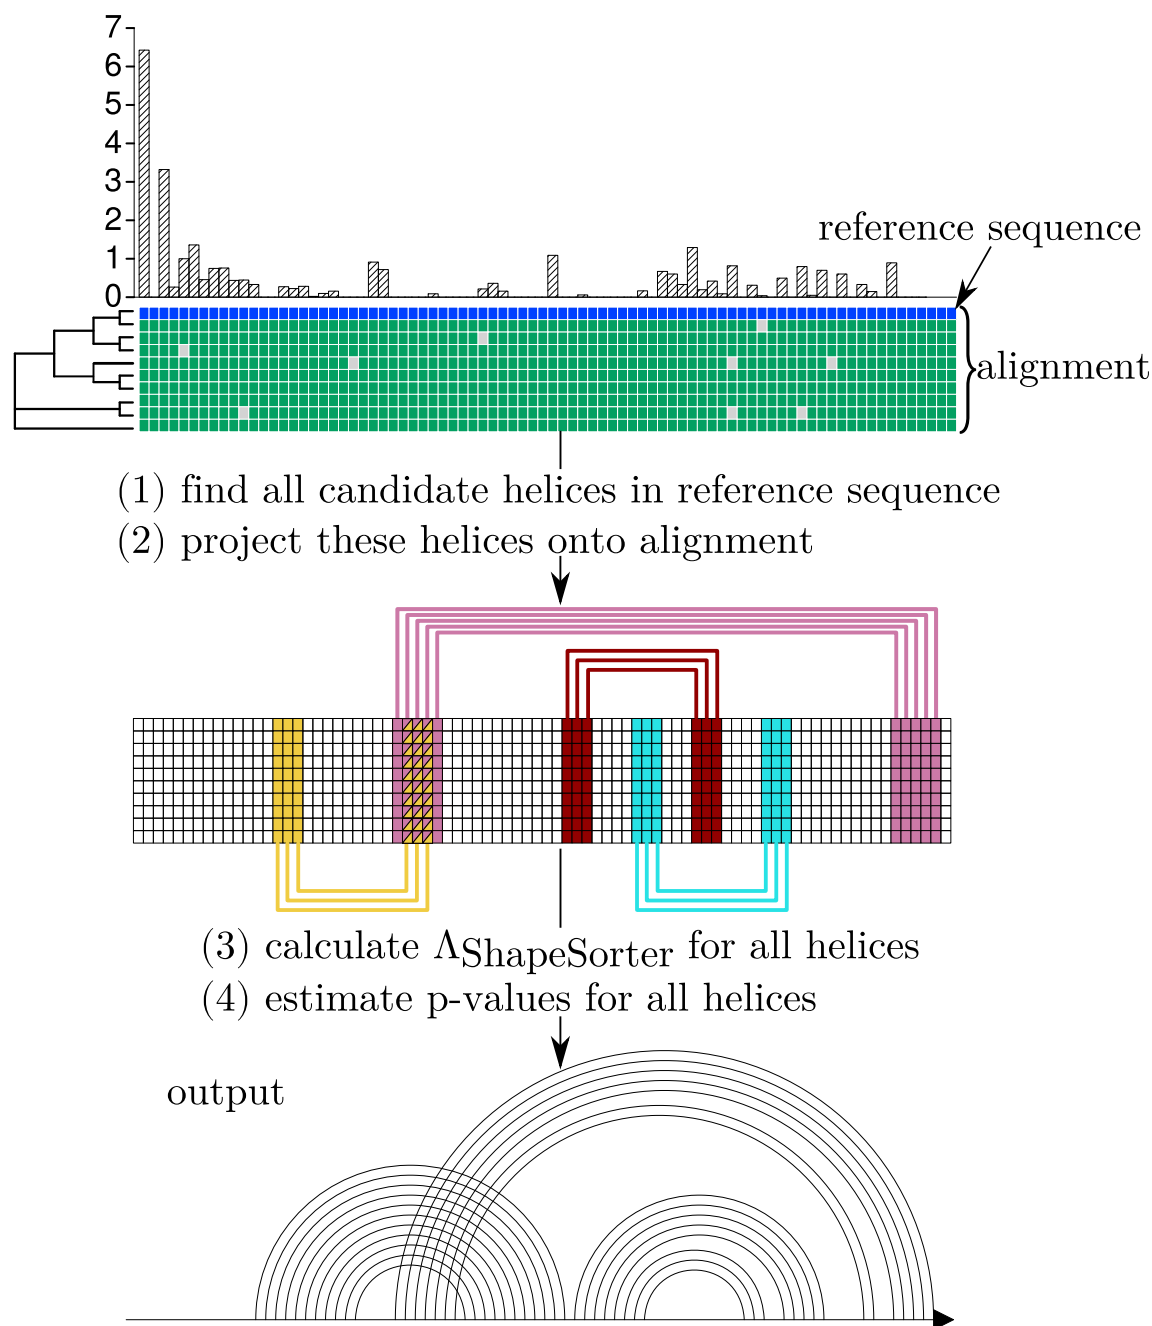 7
6
5
4
3
2
1
0
reference sequence
alignment
(1) find all candidate helices in reference sequence
(2) project these helices onto alignment
(3) calculate ΛShapeSorter for all helices
(4) estimate p-values for all helices
output